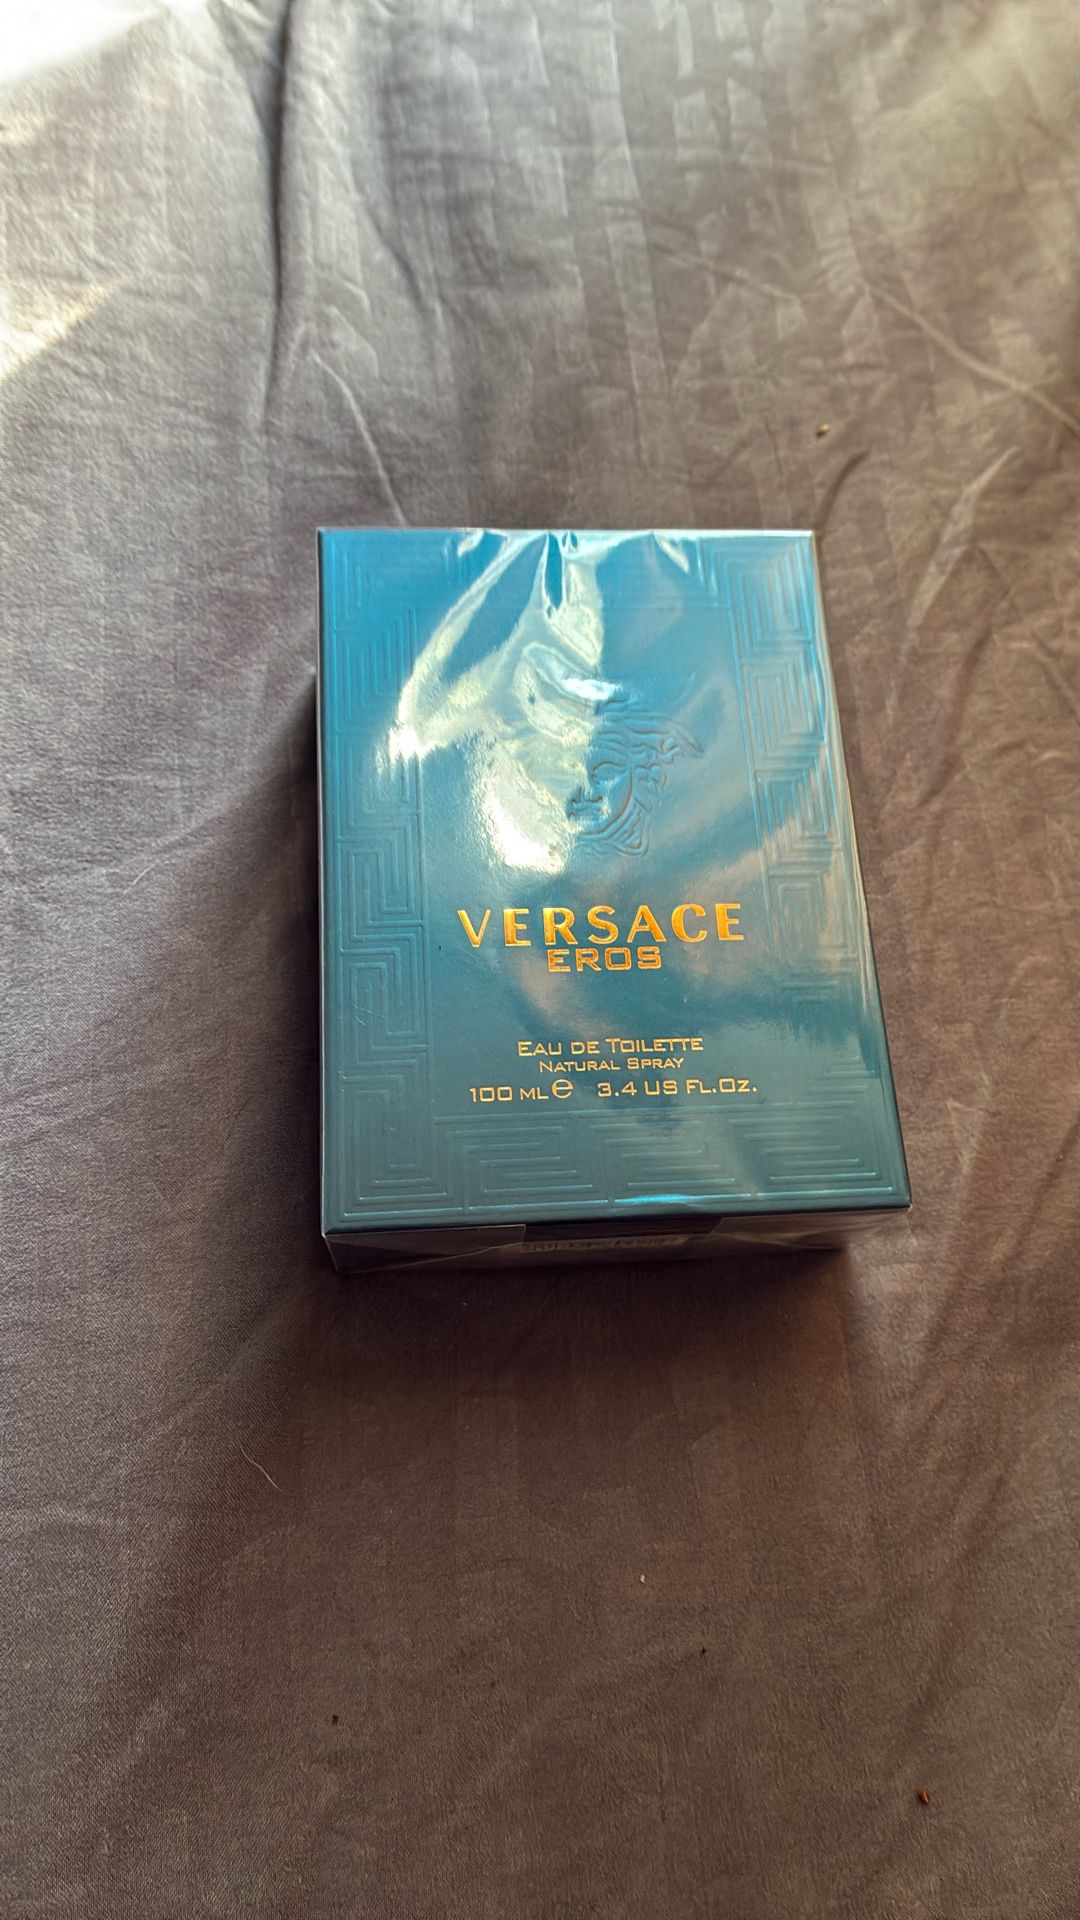 VERSACE
EROS
EAU DE TOILETTE
NATURAL SPRAY
100 ML e 3.4 US FL.OZ.